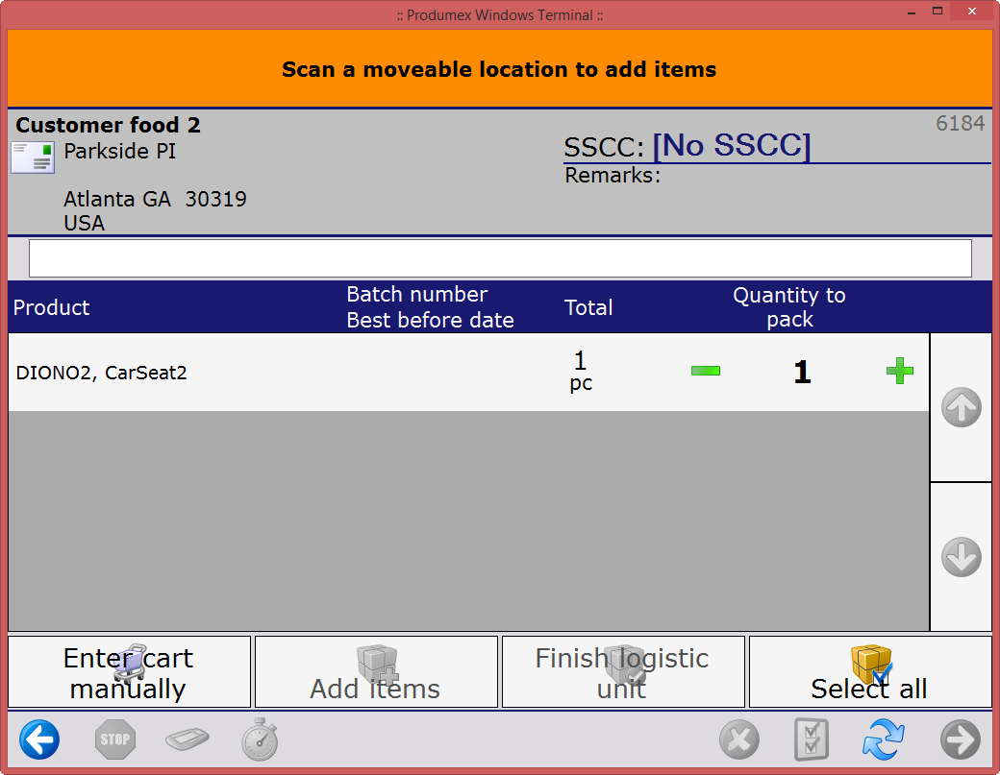 :: Produmex Windows Terminal ::
Scan a moveable location to add items
Customer food 2
6184
Parkside PI
SSCC: [No SSCC]
Remarks:
Atlanta GA  30319
USA
Product
Batch number
Best before date
Total
Quantity to
pack
DIONO2, CarSeat2
1
pc
1
Enter cart
manually
Add items
Finish logistic
unit
Select all
STOP